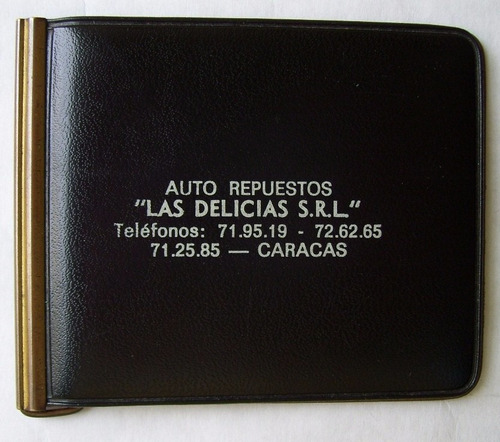 AUTO REPUESTOS
"LAS DELICIAS S.R.L."
Teléfonos: 71.95.19 - 72.62.65
71.25.85 — CARACAS